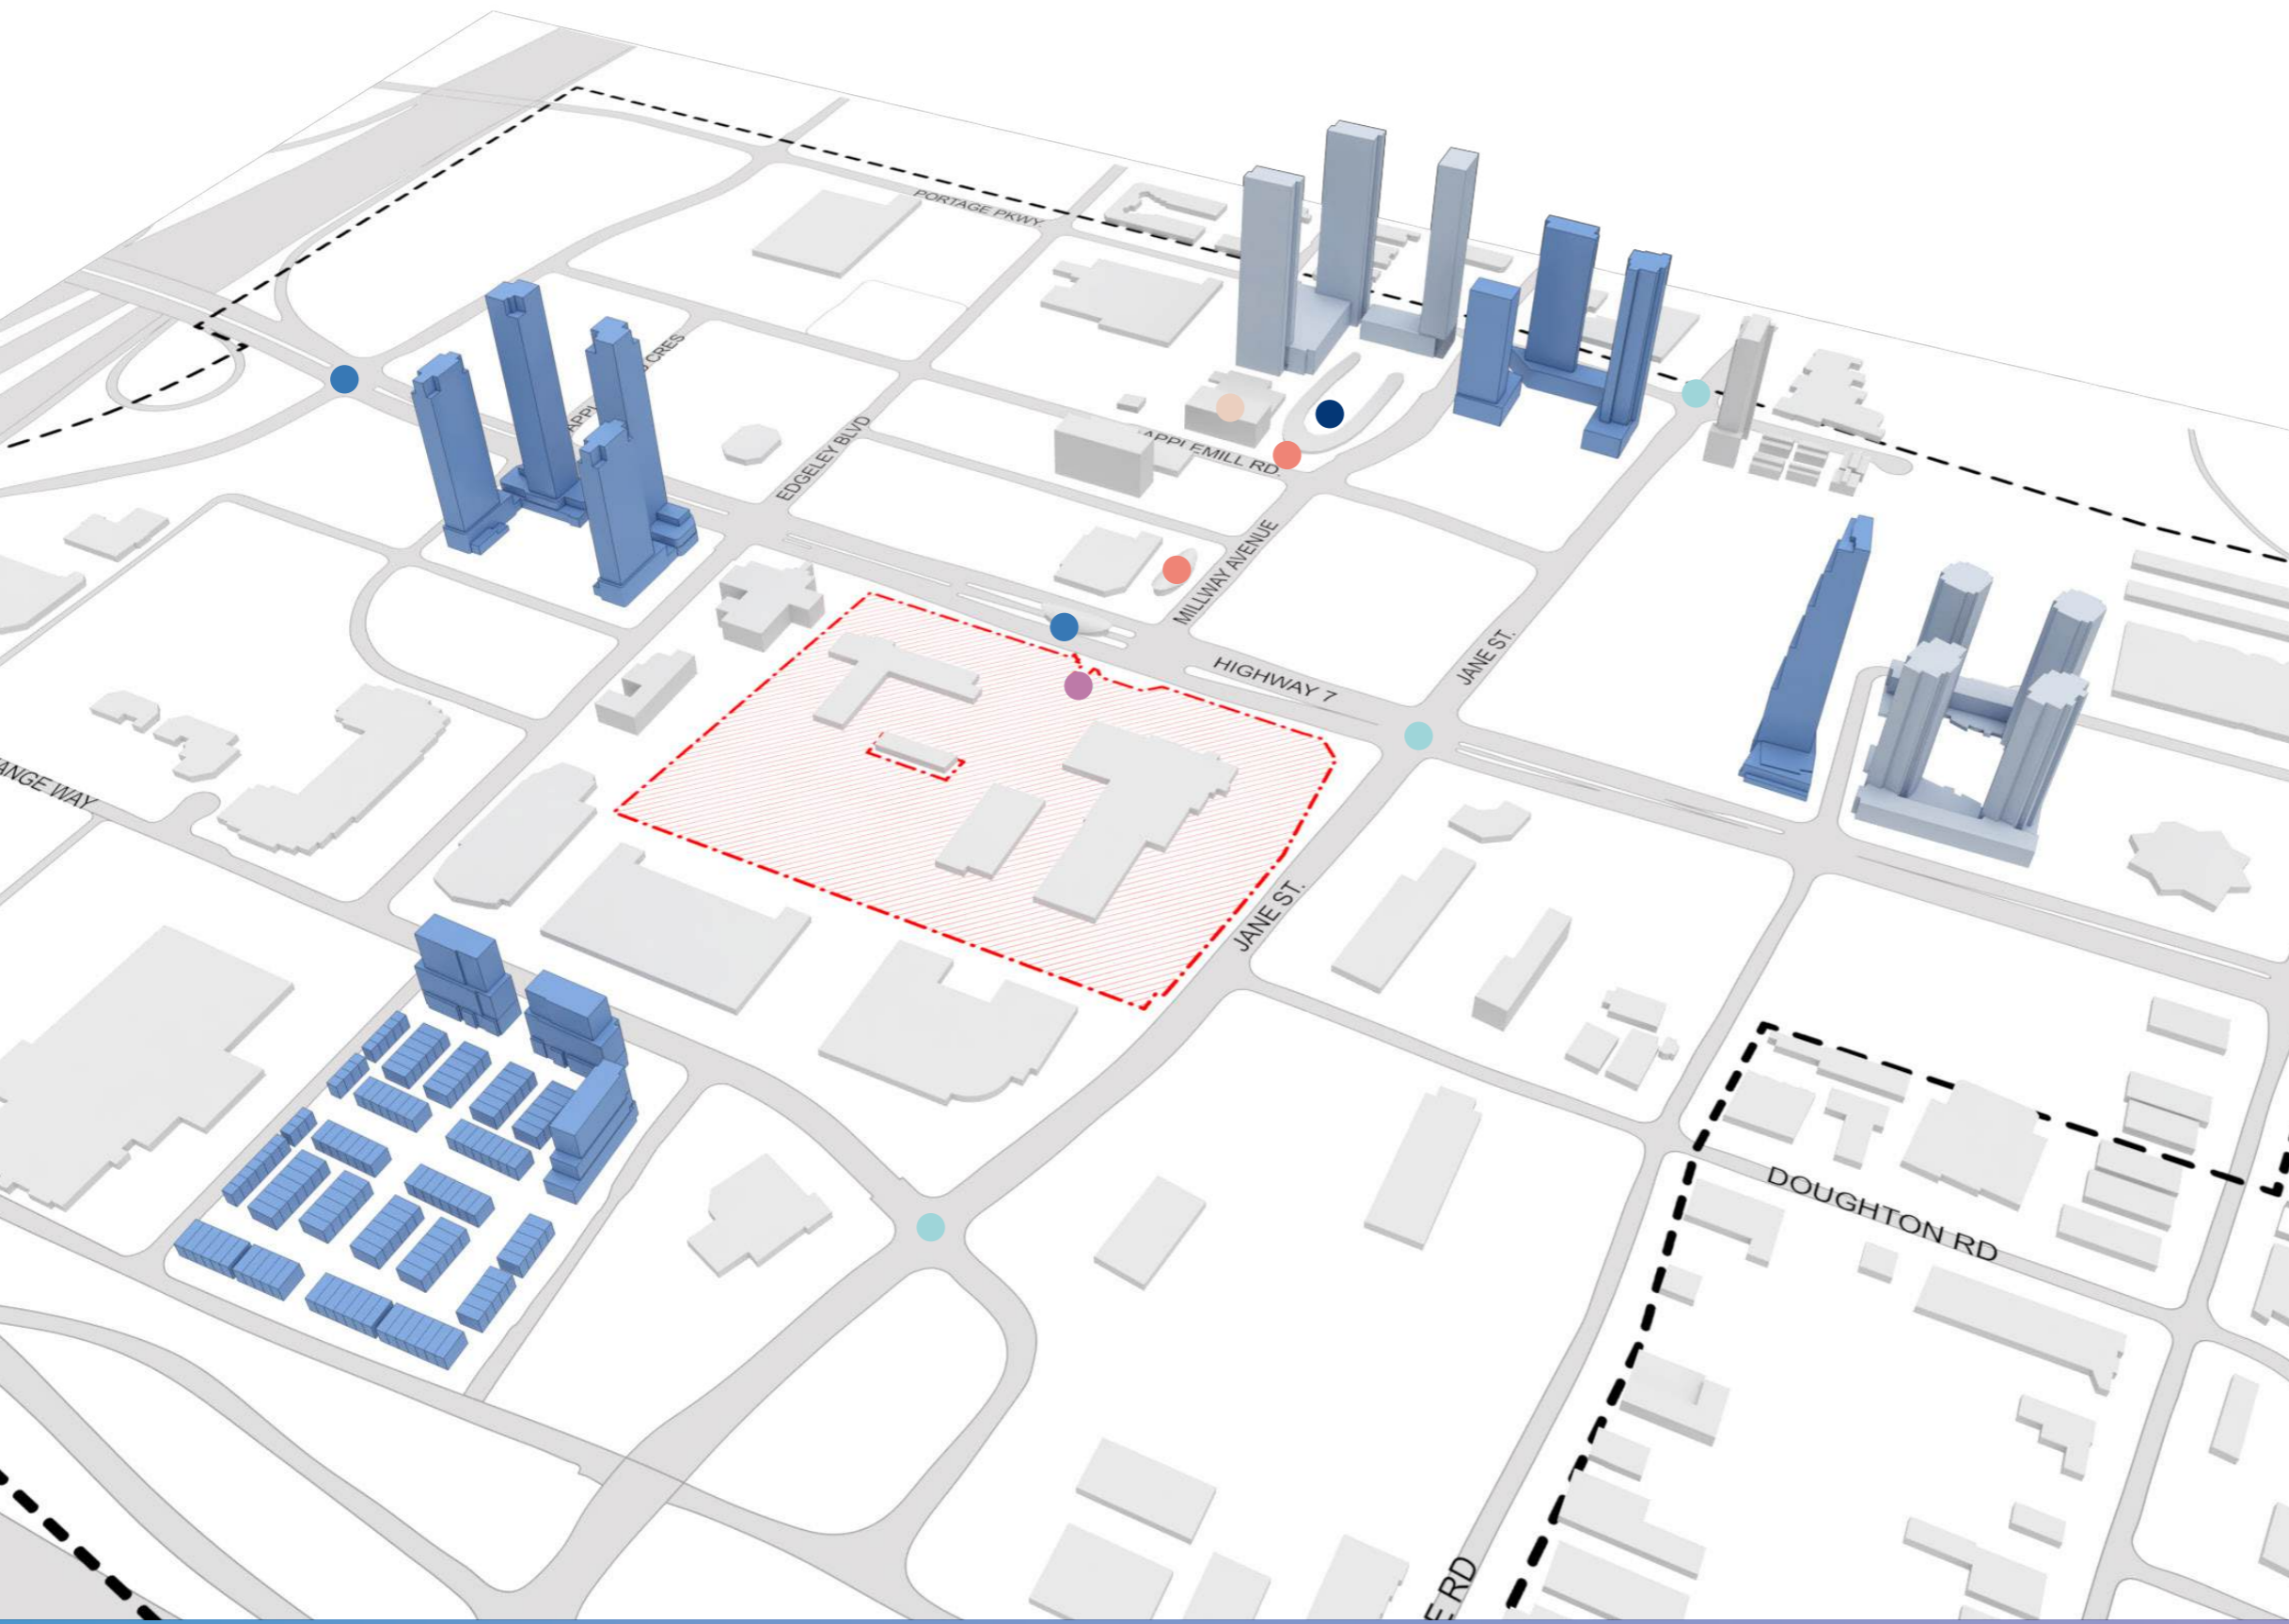 PORTAGE PKWY.
CRES
APPL
EDGELEY BLVD
APPLEMILL RD.
MILLWAY AVENUE
JANE ST.
HIGHWAY 7
ANGE WAY
JANE ST.
DOUGHTON RD
E RD